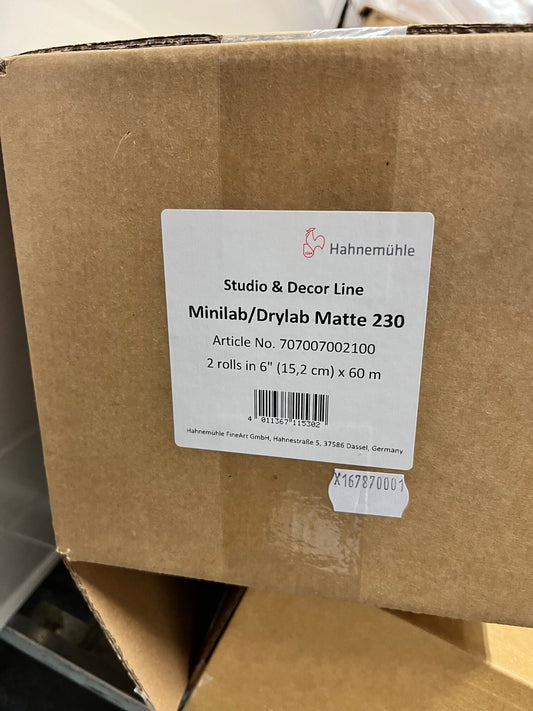 Hahnemühle
Studio & Decor Line
Minilab/Drylab Matte 230
Article No. 707007002100
2 rolls in 6" (15,2 cm) x 60 m
4 011367 115302
Hahnemühle FineArt GmbH, Hahnestraße 5, 37586 Dassel, Germany
X167870001